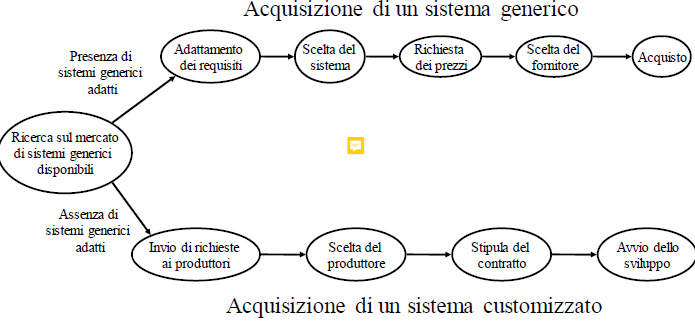 Acquisizione di un sistema generico
Presenza di
sistemi generici
adatti
Adattamento
dei requisiti
Scelta del
sistema
Richiesta
dei prezzi
Scelta del
fornitore
Acquisto
Ricerca sul mercato
di sistemi generici
disponibili
Assenza di
sistemi generici
adatti
Invio di richieste
ai produttori
Scelta del
produttore
Stipula del
contratto
Avvio dello
sviluppo
Acquisizione di un sistema customizzato